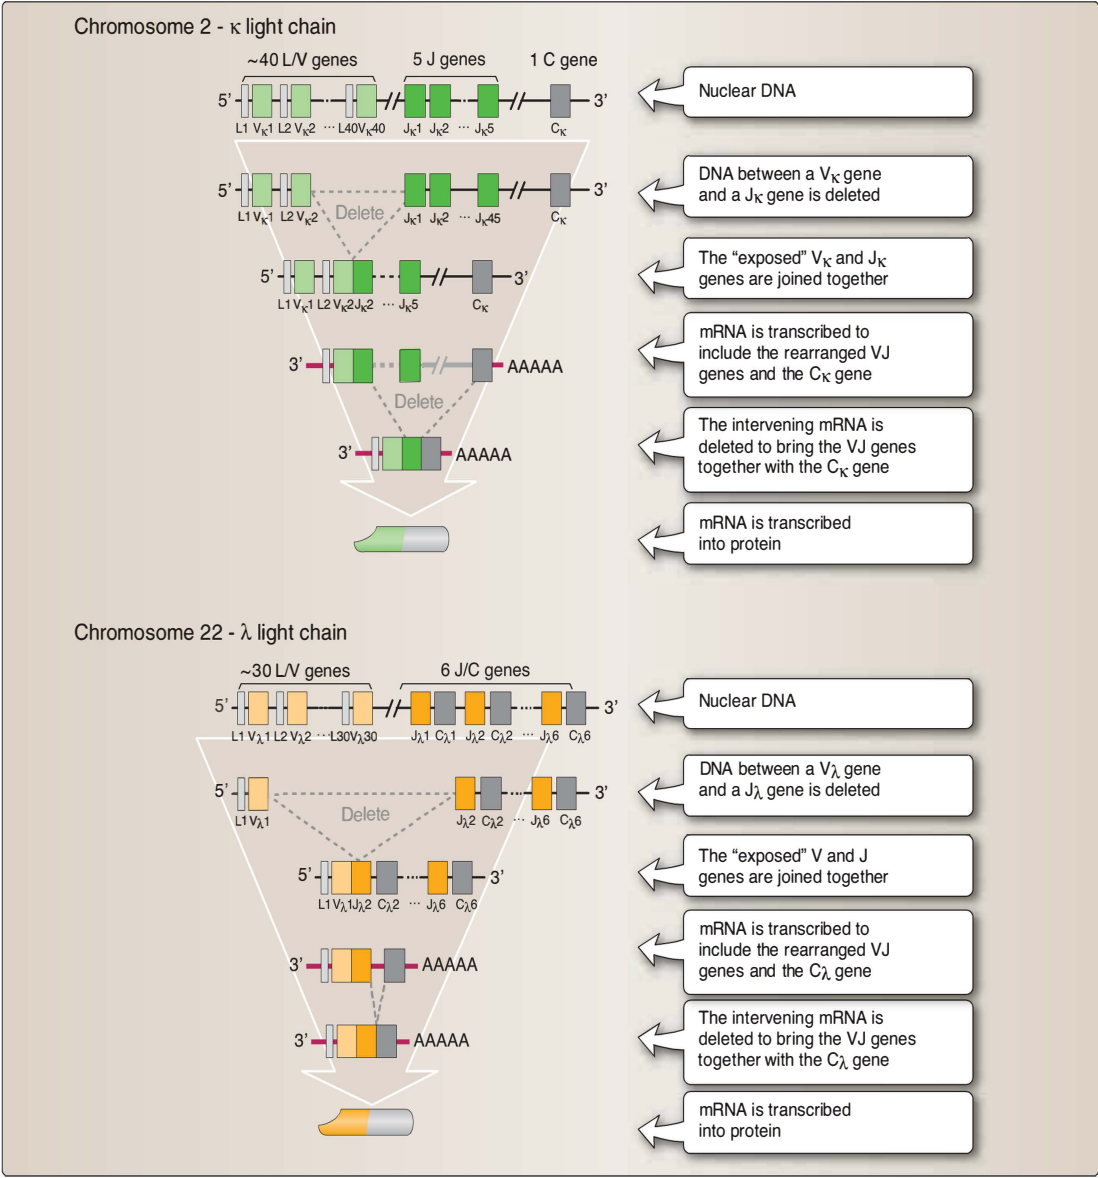 Chromosome 2 - κ light chain
~40 L/V genes 5 J genes 1 C gene
5’ 3’
L1 Vκ1 L2 Vκ2 ... L40Vκ40 Jκ1 Jκ2 ... Jκ5 Cκ
Nuclear DNA
5’ 3’
Delete
L1 Vκ1 L2 Vκ2 Jκ1 Jκ2 ... Jκ45 Cκ
DNA between a Vκ gene
and a Jκ gene is deleted
5’ 3’
L1 Vκ1 L2 Vκ2Jκ2 ... Jκ5 Cκ
The “exposed” Vκ and Jκ
genes are joined together
3’ AAAAA
Delete
mRNA is transcribed to
include the rearranged VJ
genes and the Cκ gene
3’ AAAAA
The intervening mRNA is
deleted to bring the VJ genes
together with the Cκ gene
mRNA is transcribed
into protein
Chromosome 22 - λ light chain
~30 L/V genes 6 J/C genes
5’ 3’
L1 Vλ1 L2 Vλ2 ...L30Vλ30 Jλ1 Cλ1 Jλ2 Cλ2 ... Jλ6 Cλ6
Nuclear DNA
5’ 3’
Delete
L1 Vλ1 Jλ2 Cλ2 ... Jλ6 Cλ6
DNA between a Vλ gene
and a Jλ gene is deleted
5’ 3’
L1 Vλ1Jλ2 Cλ2 ... Jλ6 Cλ6
The “exposed” V and J
genes are joined together
3’ AAAAA
mRNA is transcribed to
include the rearranged VJ
genes and the Cλ gene
3’ AAAAA
The intervening mRNA is
deleted to bring the VJ genes
together with the Cλ gene
mRNA is transcribed
into protein